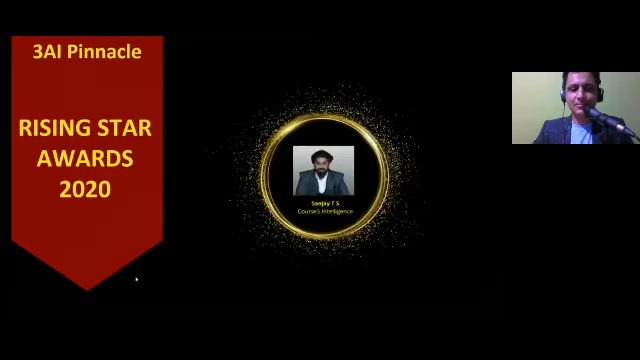 3AI Pinnacle
RISING STAR
AWARDS
2020
Sanjay T S
Course5 Intelligence